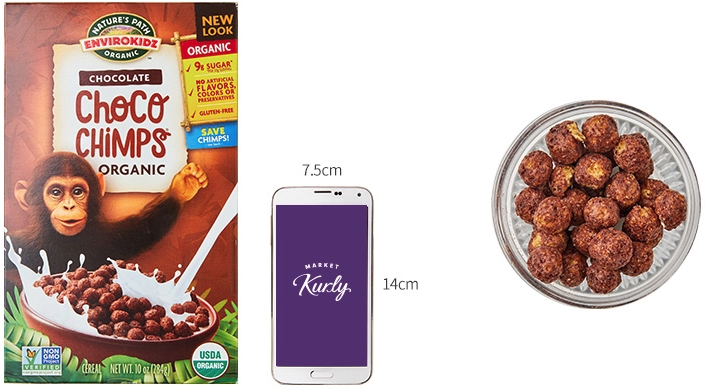 NATURE'S PATH
ENVIROKIDZ
ORGANIC
NEW
LOOK
ORGANIC
9g SUGAR*
NO ARTIFICIAL
FLAVORS,
COLORS OR
PRESERVATIVES
GLUTEN-FREE
SAVE
CHIMPS!
CHOCOLATE
CHOCO
CHIMPS
ORGANIC
7.5cm
MARKET
Kurly
14cm
NON
GMO
Project
VERIFIED
CEREAL NET WT. 10 oz (284g)
USDA
ORGANIC